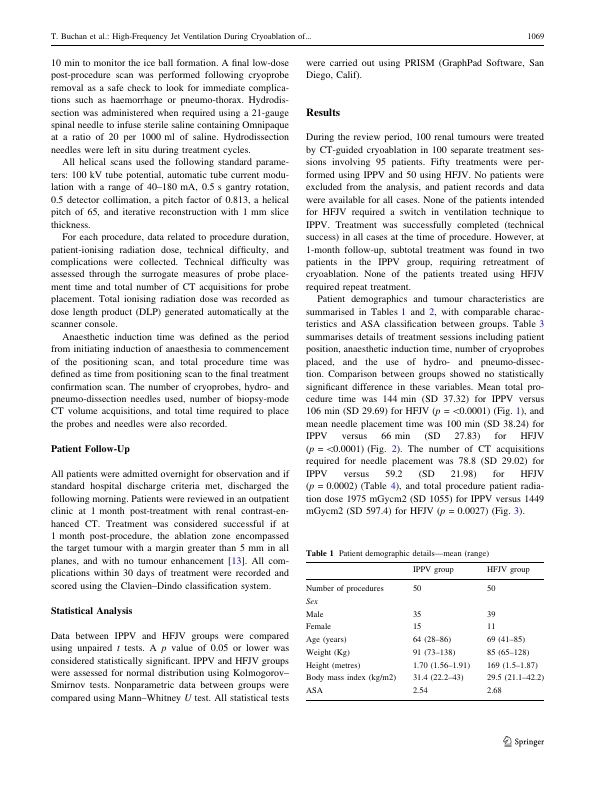 T. Buchan et al.: High-Frequency Jet Ventilation During Cryoablation of...
1069
10 min to monitor the ice ball formation. A final low-dose
post-procedure scan was performed following cryoprobe
removal as a safe check to look for immediate complica-
tions such as haemorrhage or pneumo-thorax. Hydrodis-
section was administered when required using a 21-gauge
spinal needle to infuse sterile saline containing Omnipaque
at a ratio of 20 per 1000 ml of saline. Hydrodissection
needles were left in situ during treatment cycles.
All helical scans used the following standard parame-
ters: 100 kV tube potential, automatic tube current modu-
lation with a range of 40–180 mA, 0.5 s gantry rotation,
0.5 detector collimation, a pitch factor of 0.813, a helical
pitch of 65, and iterative reconstruction with 1 mm slice
thickness.
For each procedure, data related to procedure duration,
patient-ionising radiation dose, technical difficulty, and
complications were collected. Technical difficulty was
assessed through the surrogate measures of probe place-
ment time and total number of CT acquisitions for probe
placement. Total ionising radiation dose was recorded as
dose length product (DLP) generated automatically at the
scanner console.
Anaesthetic induction time was defined as the period
from initiating induction of anaesthesia to commencement
of the positioning scan, and total procedure time was
defined as time from positioning scan to the final treatment
confirmation scan. The number of cryoprobes, hydro- and
pneumo-dissection needles used, number of biopsy-mode
CT volume acquisitions, and total time required to place
the probes and needles were also recorded.
Patient Follow-Up
All patients were admitted overnight for observation and if
standard hospital discharge criteria met, discharged the
following morning. Patients were reviewed in an outpatient
clinic at 1 month post-treatment with renal contrast-en-
hanced CT. Treatment was considered successful if at
1 month post-procedure, the ablation zone encompassed
the target tumour with a margin greater than 5 mm in all
planes, and with no tumour enhancement [13]. All com-
plications within 30 days of treatment were recorded and
scored using the Clavien–Dindo classification system.
Statistical Analysis
Data between IPPV and HFJV groups were compared
using unpaired t tests. A p value of 0.05 or lower was
considered statistically significant. IPPV and HFJV groups
were assessed for normal distribution using Kolmogorov–
Smirnov tests. Nonparametric data between groups were
compared using Mann–Whitney U test. All statistical tests
were carried out using PRISM (GraphPad Software, San
Diego, Calif).
Results
During the review period, 100 renal tumours were treated
by CT-guided cryoablation in 100 separate treatment ses-
sions involving 95 patients. Fifty treatments were per-
formed using IPPV and 50 using HFJV. No patients were
excluded from the analysis, and patient records and data
were available for all cases. None of the patients intended
for HFJV required a switch in ventilation technique to
IPPV. Treatment was successfully completed (technical
success) in all cases at the time of procedure. However, at
1-month follow-up, subtotal treatment was found in two
patients in the IPPV group, requiring retreatment of
cryoablation. None of the patients treated using HFJV
required repeat treatment.
Patient demographics and tumour characteristics are
summarised in Tables 1 and 2, with comparable charac-
teristics and ASA classification between groups. Table 3
summarises details of treatment sessions including patient
position, anaesthetic induction time, number of cryoprobes
placed, and the use of hydro- and pneumo-dissec-
tion. Comparison between groups showed no statistically
significant difference in these variables. Mean total pro-
cedure time was 144 min (SD 37.32) for IPPV versus
106 min (SD 29.69) for HFJV (p = <0.0001) (Fig. 1), and
mean needle placement time was 100 min (SD 38.24) for
IPPV versus 66 min (SD 27.83) for HFJV
(p = <0.0001) (Fig. 2). The number of CT acquisitions
required for needle placement was 78.8 (SD 29.02) for
IPPV versus 59.2 (SD 21.98) for HFJV
(p = 0.0002) (Table 4), and total procedure patient radia-
tion dose 1975 mGycm2 (SD 1055) for IPPV versus 1449
mGycm2 (SD 597.4) for HFJV (p = 0.0027) (Fig. 3).
Table 1 Patient demographic details—mean (range)
IPPV group HFJV group
Number of procedures 50 50
Sex
Male 35 39
Female 15 11
Age (years) 64 (28–86) 69 (41–85)
Weight (Kg) 91 (73–138) 85 (65–128)
Height (metres) 1.70 (1.56–1.91) 169 (1.5–1.87)
Body mass index (kg/m2) 31.4 (22.2–43) 29.5 (21.1–42.2)
ASA 2.54 2.68
Springer